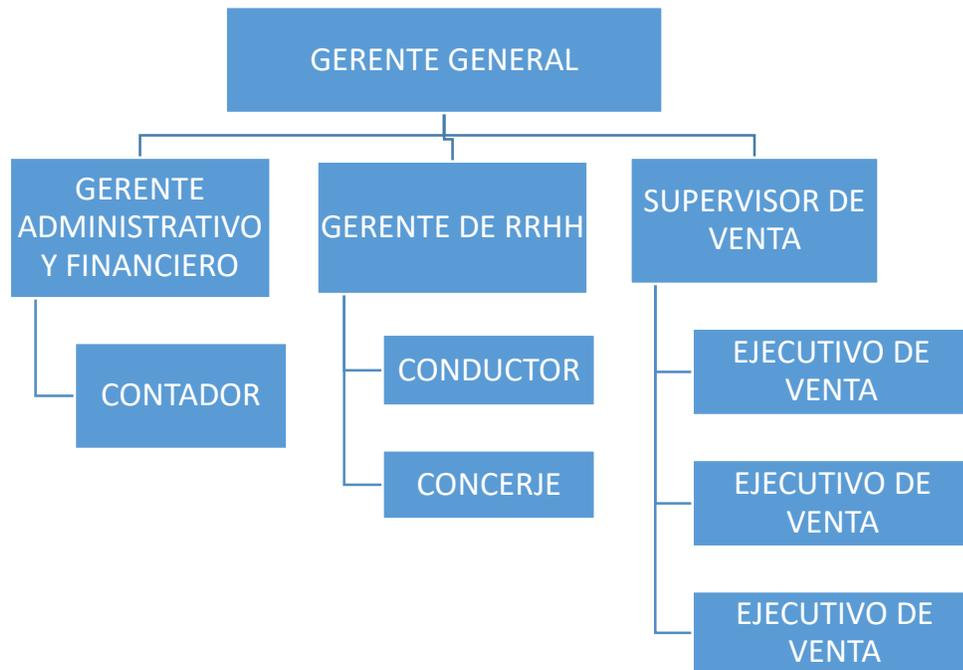 GERENTE GENERAL
GERENTE
ADMINISTRATIVO
Y FINANCIERO
CONTADOR
GERENTE DE RRHH
CONDUCTOR
CONCERJE
SUPERVISOR DE
VENTA
EJECUTIVO DE
VENTA
EJECUTIVO DE
VENTA
EJECUTIVO DE
VENTA